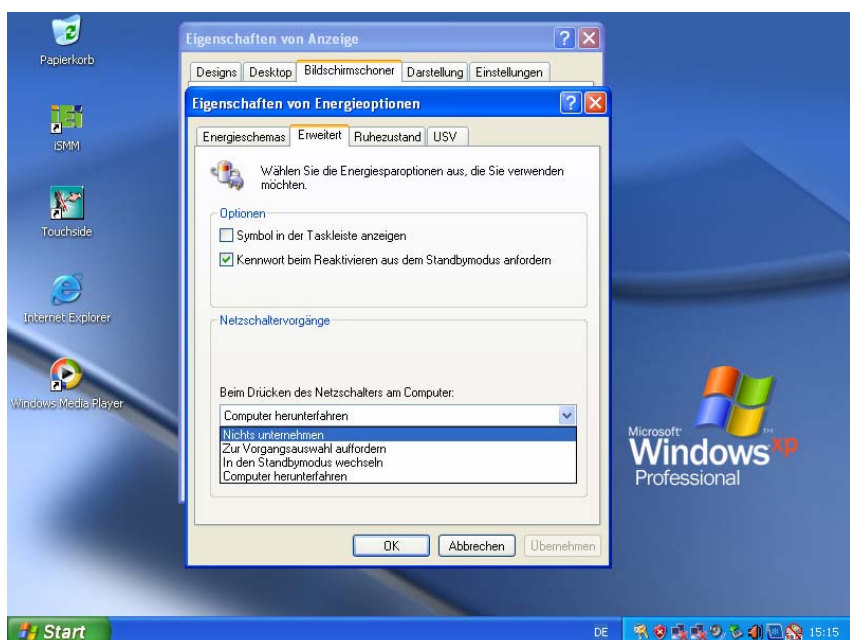 Papierkorb
iEi
iSMM
Touchside
Internet Explorer
Windows Media Player
Eigenschaften von Anzeige
Designs Desktop Bildschirmschoner Darstellung Einstellungen
Eigenschaften von Energieoptionen
Energieschemas Erweitert Ruhezustand USV
Wählen Sie die Energiesparoptionen aus, die Sie verwenden
möchten.
Optionen
Symbol in der Taskleiste anzeigen
Kennwort beim Reaktivieren aus dem Standbymodus anfordern
Netzschaltervorgänge
Beim Drücken des Netzschalters am Computer:
Computer herunterfahren
Nichts unternehmen
Zur Vorgangsauswahl auffordern
In den Standbymodus wechseln
Computer herunterfahren
OK Abbrechen Übernehmen
Microsoft
Windows xp
Professional
Start DE 15:15